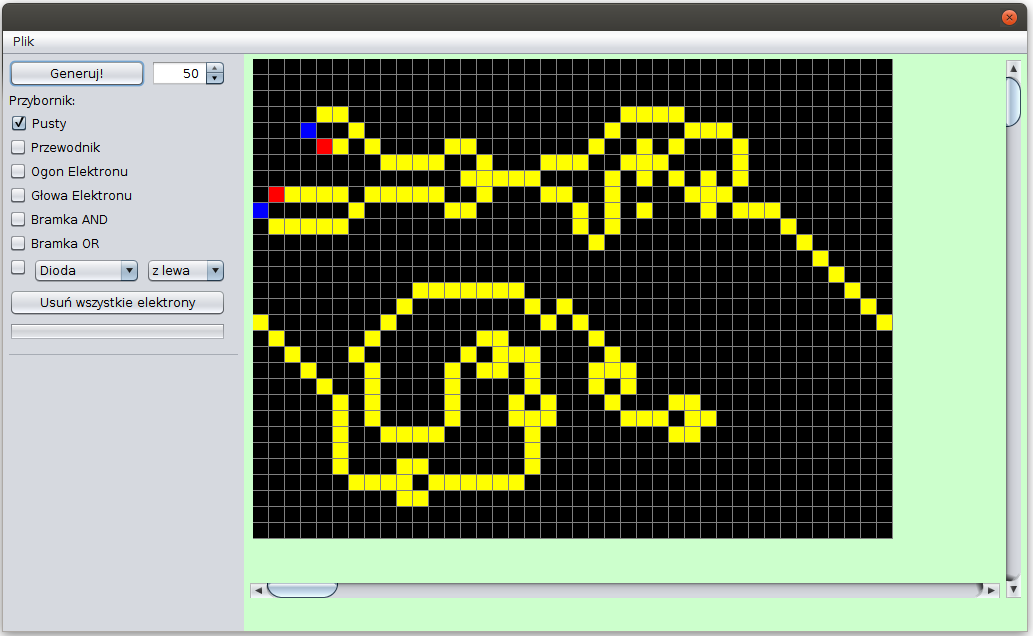 Plik
Generuj! 50
Przybornik:
Pusty
Przewodnik
Ogon Elektronu
Głowa Elektronu
Bramka AND
Bramka OR
Dioda z lewa
Usuń wszystkie elektrony